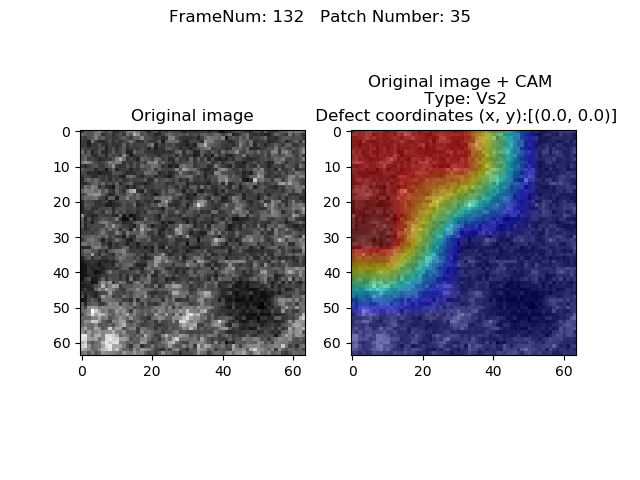 FrameNum: 132   Patch Number: 35
Original image
0
10
20
30
40
50
60
0 20 40 60
Original image + CAM
Type: Vs2
Defect coordinates (x, y):[(0.0, 0.0)]
0
10
20
30
40
50
60
0 20 40 60